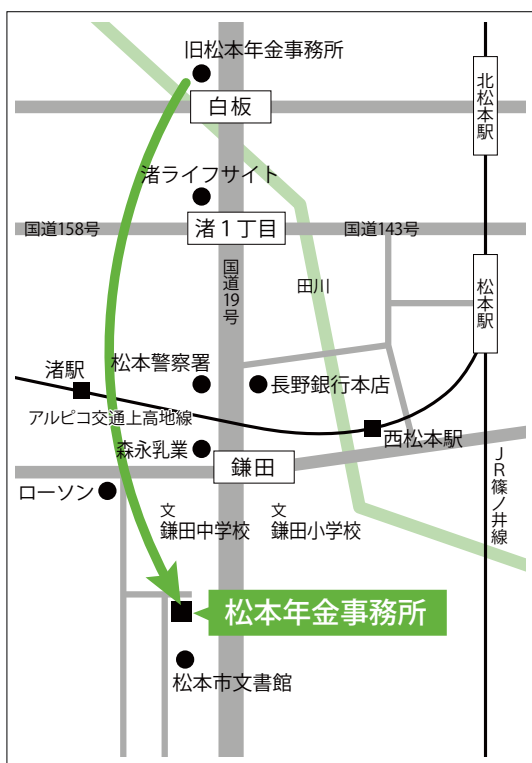 旧松本年金事務所
白板
北松本駅
渚ライフサイト
国道158号
渚1丁目
国道143号
国道19号
田川
松本駅
渚駅
松本警察署
長野銀行本店
アルピコ交通上高地線
森永乳業
西松本駅
鎌田
ローソン
JR篠ノ井線
文
鎌田中学校
文
鎌田小学校
松本年金事務所
松本市文書館